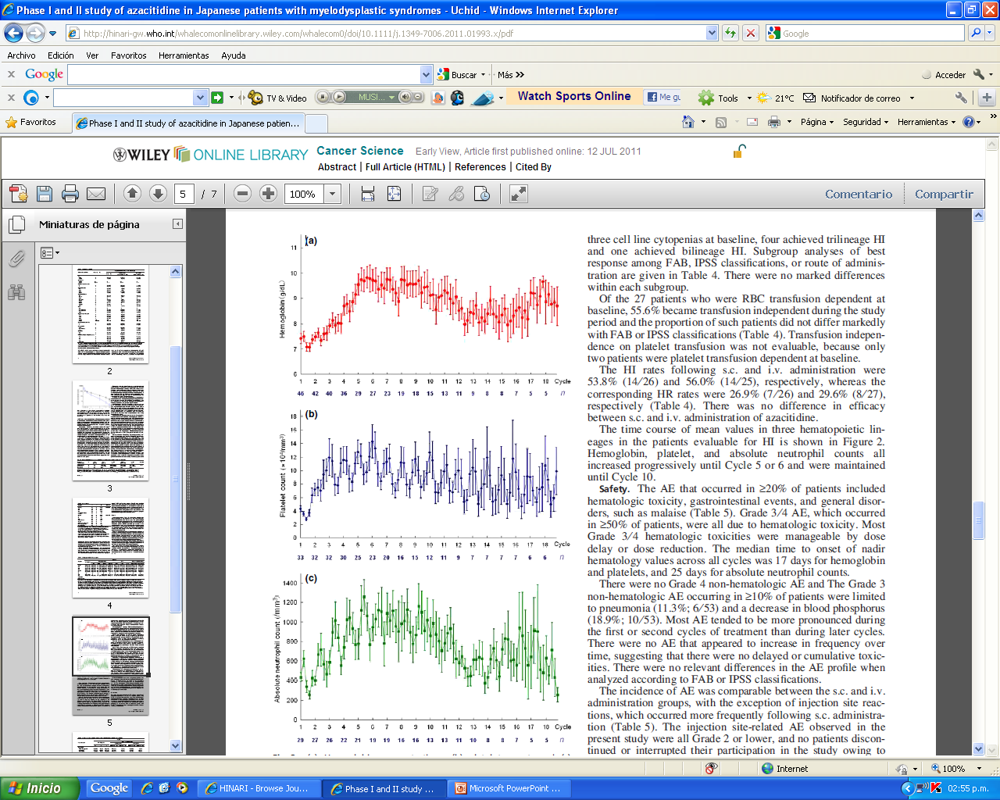 Phase I and II study of azacitidine in Japanese patients with myelodysplastic syndromes - Uchid - Windows Internet Explorer
http://hinari-gw.who.int/whalecomonlinelibrary.wiley.com/whalecom0/doi/10.1111/j.1349-7006.2011.01993.x/pdf
Google
Archivo Edición Ver Favoritos Herramientas Ayuda
x Google Buscar Más >> Acceder
x TV & Video MUSI... Watch Sports Online Me gu Tools 21°C Notificador de correo
Favoritos Phase I and II study of azacitidine in Japanese patien... Página Seguridad Herramientas
WILEY ONLINE LIBRARY Cancer Science Early View, Article first published online: 12 JUL 2011
Abstract | Full Article (HTML) | References | Cited By
5 / 7 100% Comentario Compartir
Miniaturas de página
2
3
4
5
(a)
Hemoglobin (g/dL)
11
10
9
8
7
6
1 2 3 4 5 6 7 8 9 10 11 12 13 14 15 16 17 18 Cycle
46 42 40 36 29 27 23 19 18 15 13 11 9 8 8 7 5 5 n
(b)
Platelet count (×10⁴/mm³)
18
16
14
12
10
8
6
4
2
0
1 2 3 4 5 6 7 8 9 10 11 12 13 14 15 16 17 18 Cycle
33 32 32 30 25 23 20 16 15 12 11 9 7 7 7 7 6 6 n
(c)
Absolute neutrophil count (/mm³)
1400
1200
1000
800
600
400
200
0
1 2 3 4 5 6 7 8 9 10 11 12 13 14 15 16 17 18 Cycle
29 27 26 22 21 19 19 16 16 13 11 10 8 8 7 7 5 5 n
three cell line cytopenias at baseline, four achieved trilineage HI
and one achieved bilineage HI. Subgroup analyses of best
response among FAB, IPSS classifications, or route of adminis-
tration are given in Table 4. There were no marked differences
within each subgroup.
Of the 27 patients who were RBC transfusion dependent at
baseline, 55.6% became transfusion independent during the study
period and the proportion of such patients did not differ markedly
with FAB or IPSS classifications (Table 4). Transfusion indepen-
dence on platelet transfusion was not evaluable, because only
two patients were platelet transfusion dependent at baseline.
The HI rates following s.c. and i.v. administration were
53.8% (14/26) and 56.0% (14/25), respectively, whereas the
corresponding HR rates were 26.9% (7/26) and 29.6% (8/27),
respectively (Table 4). There was no difference in efficacy
between s.c. and i.v. administration of azacitidine.
The time course of mean values in three hematopoietic lin-
eages in the patients evaluable for HI is shown in Figure 2.
Hemoglobin, platelet, and absolute neutrophil counts all
increased progressively until Cycle 5 or 6 and were maintained
until Cycle 10.
Safety. The AE that occurred in ≥20% of patients included
hematologic toxicity, gastrointestinal events, and general disor-
ders, such as malaise (Table 5). Grade 3/4 AE, which occurred
in ≥50% of patients, were all due to hematologic toxicity. Most
Grade 3/4 hematologic toxicities were manageable by dose
delay or dose reduction. The median time to onset of nadir
hematology values across all cycles was 17 days for hemoglobin
and platelets, and 25 days for absolute neutrophil counts.
There were no Grade 4 non-hematologic AE and The Grade 3
non-hematologic AE occurring in ≥10% of patients were limited
to pneumonia (11.3%; 6/53) and a decrease in blood phosphorus
(18.9%; 10/53). Most AE tended to be more pronounced during
the first or second cycles of treatment than during later cycles.
There were no AE that appeared to increase in frequency over
time, suggesting that there were no delayed or cumulative toxic-
ities. There were no relevant differences in the AE profile when
analyzed according to FAB or IPSS classifications.
The incidence of AE was comparable between the s.c. and i.v.
administration groups, with the exception of injection site reac-
tions, which occurred more frequently following s.c. administra-
tion (Table 5). The injection site-related AE observed in the
present study were all Grade 2 or lower, and no patients discon-
tinued or interrupted their participation in the study owing to
Internet 100%
Inicio Google HINARI - Browse Jou... Phase I and II study ... Microsoft PowerPoint ... 02:55 p.m.